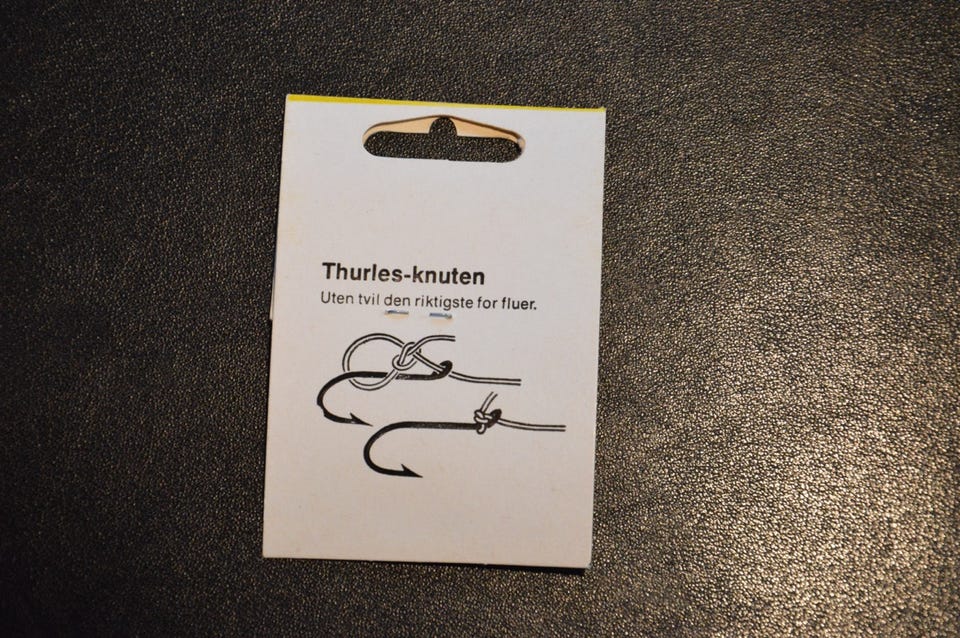 Thurles-knuten
Uten tvil den riktigste for fluer.